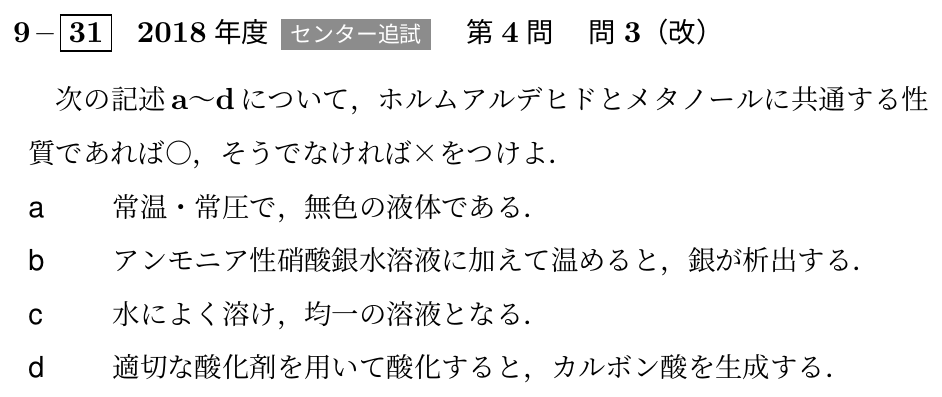 9−31 2018 年度 センター追試 第 4 問 問 3（改）
次の記述 a～d について，ホルムアルデヒドとメタノールに共通する性
質であれば○，そうでなければ×をつけよ．
a 常温・常圧で，無色の液体である．
b アンモニア性硝酸銀水溶液に加えて温めると，銀が析出する．
c 水によく溶け，均一の溶液となる．
d 適切な酸化剤を用いて酸化すると，カルボン酸を生成する．